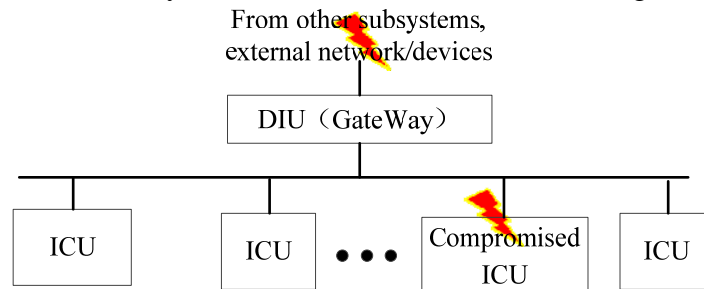 From other subsystems,
external network/devices
DIU（GateWay）
ICU
ICU
Compromised
ICU
ICU